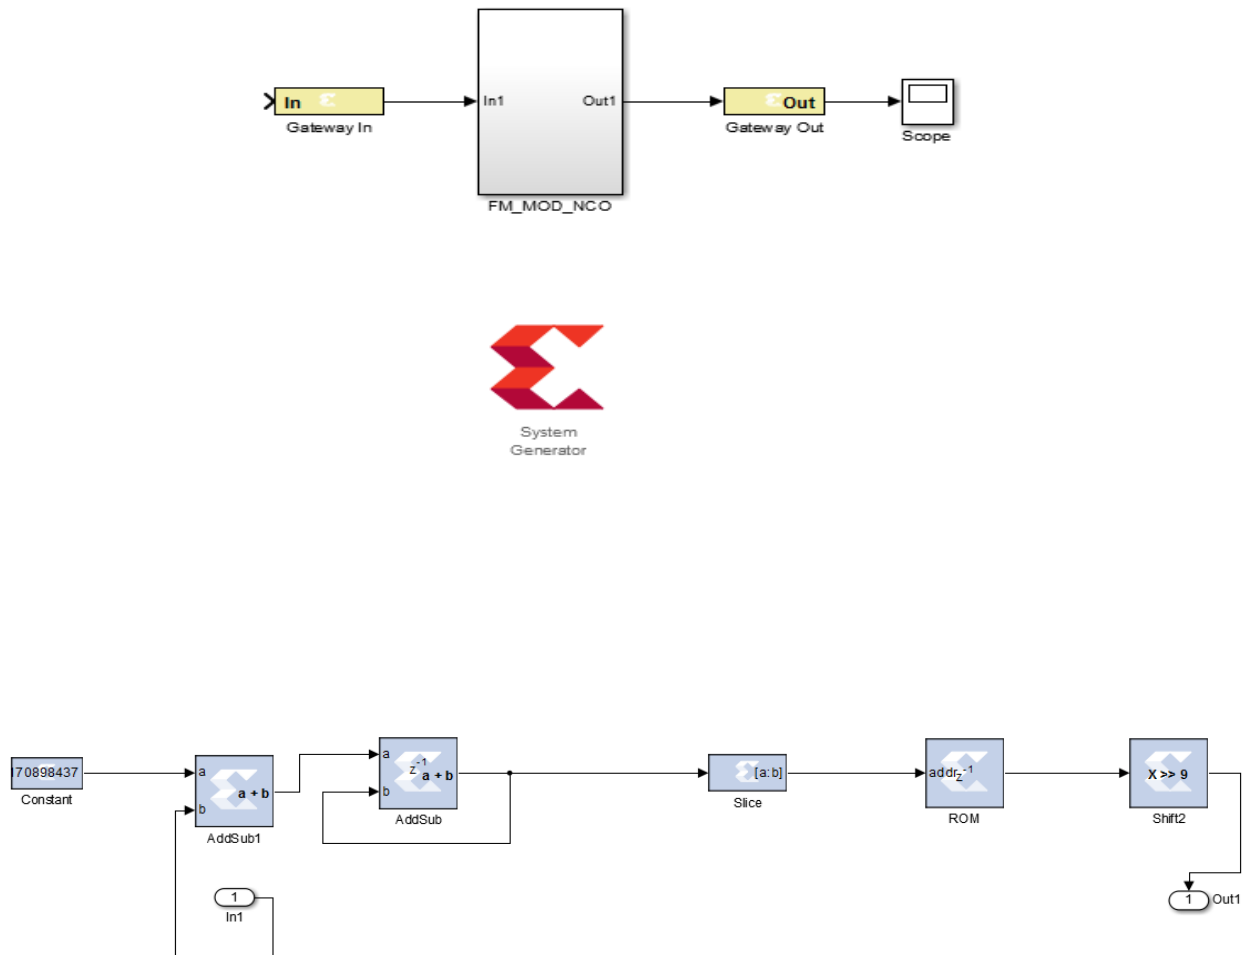 In
In1
Out1
Out
Gateway In
Gateway Out
Scope
FM_MOD_NCO
System
Generator
170898437
Constant
a
b
a + b
AddSub1
a
b
z-1
a + b
AddSub
[a:b]
Slice
addr
z-1
ROM
X >> 9
Shift2
1
In1
1
Out1